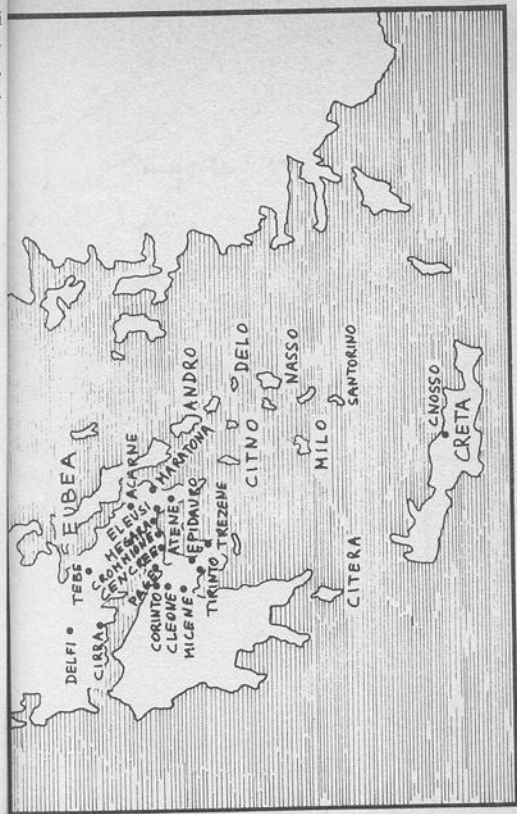 EUBEA
TEBE
DELFI
CIRRA
ACARNE
ELEUSI
MARATONA
MEGARA
CROMMIONE
CENCREE
PAGE
ATENE
CORINTO
CLEONE
MICENE
EPIDAURO
TIRINTO
TREZENE
ANDRO
DELO
CITNO
NASSO
MILO
SANTORINO
CITERA
CNOSSO
CRETA